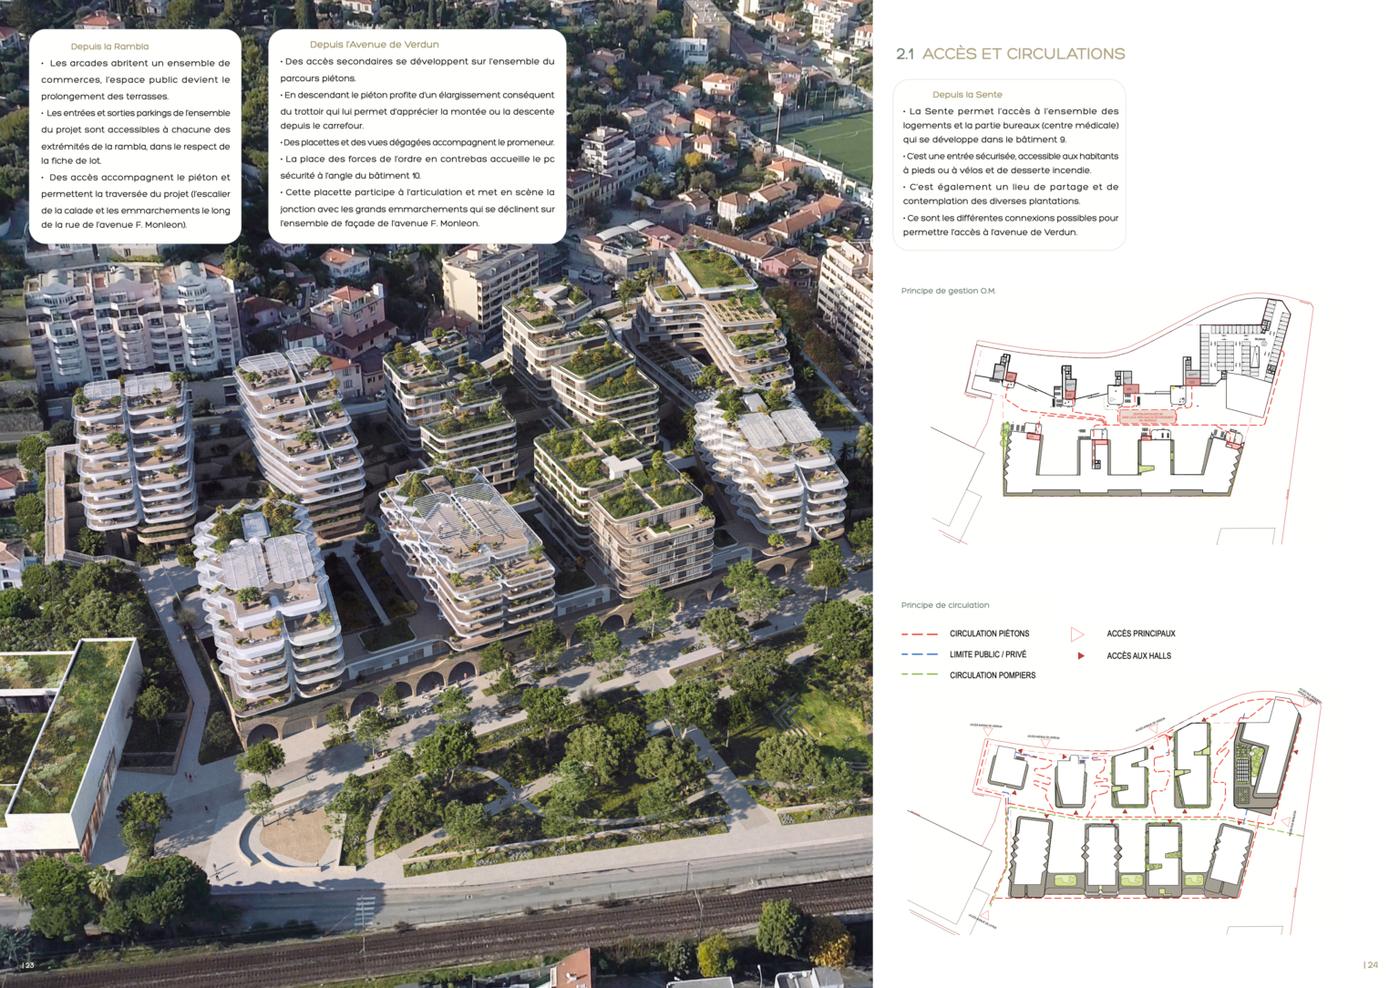 Depuis la Rambla
• Les arcades abritent un ensemble de
commerces, l'espace public devient le
prolongement des terrasses.
• Les entrées et sorties parkings de l'ensemble
du projet sont accessibles à chacune des
extrémités de la rambla, dans le respect de
la fiche de lot.
• Des accès accompagnent le piéton et
permettent la traversée du projet (l'escalier
de la calade et les emmarchements le long
de la rue de l'avenue F. Monleon).
Depuis l'Avenue de Verdun
• Des accès secondaires se développent sur l'ensemble du
parcours piétons.
• En descendant le piéton profite d'un élargissement conséquent
du trottoir qui lui permet d'apprécier la montée ou la descente
depuis le carrefour.
• Des placettes et des vues dégagées accompagnent le promeneur.
• La place des forces de l'ordre en contrebas accueille le pc
sécurité à l'angle du bâtiment 10.
• Cette placette participe à l'articulation et met en scène la
jonction avec les grands emmarchements qui se déclinent sur
l'ensemble de façade de l'avenue F. Monleon.
| 23
2.1 ACCÈS ET CIRCULATIONS
Depuis la Sente
• La Sente permet l'accès à l'ensemble des
logements et la partie bureaux (centre médicale)
qui se développe dans le bâtiment 9.
• C'est une entrée sécurisée, accessible aux habitants
à pieds ou à vélos et de desserte incendie.
• C'est également un lieu de partage et de
contemplation des diverses plantations.
• Ce sont les différentes connexions possibles pour
permettre l'accès à l'avenue de Verdun.
Principe de gestion O.M.
Principe de circulation
CIRCULATION PIÉTONS
LIMITE PUBLIC / PRIVÉ
CIRCULATION POMPIERS
ACCÈS PRINCIPAUX
ACCÈS AUX HALLS
| 24